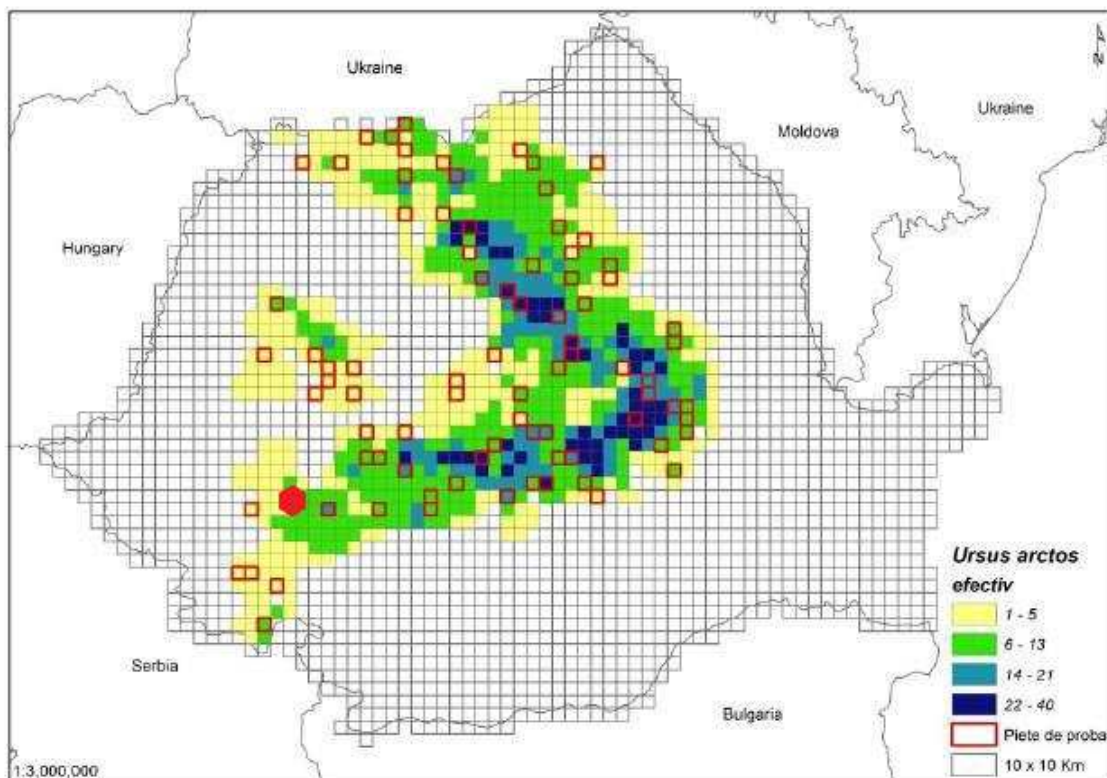 Ukraine
N
Ukraine
Moldova
Hungary
Ursus arctos
efectiv
1 - 5
6 - 13
14 - 21
22 - 40
Piete de proba
10 x 10 Km
Serbia
Bulgaria
1:3,000,000